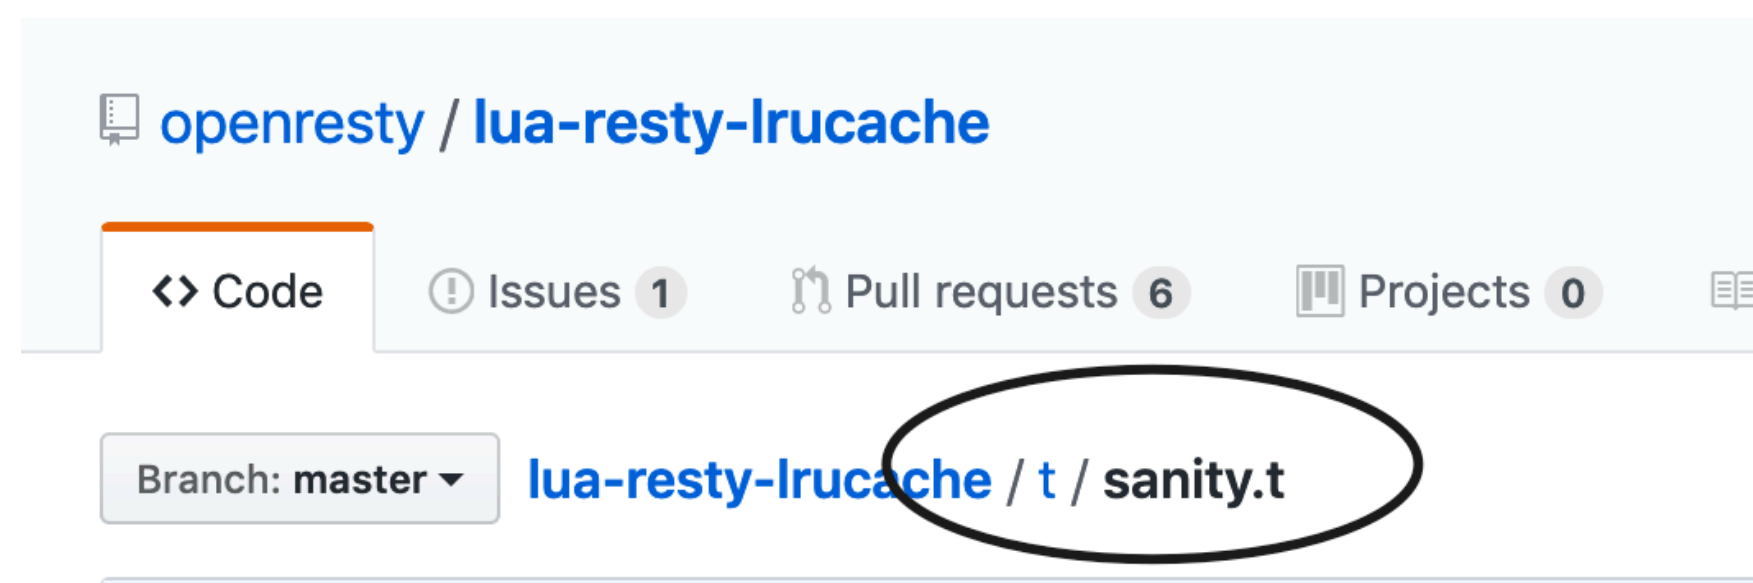 openresty / lua-resty-lrucache
Code Issues 1 Pull requests 6 Projects 0
Branch: master lua-resty-lrucache / t / sanity.t